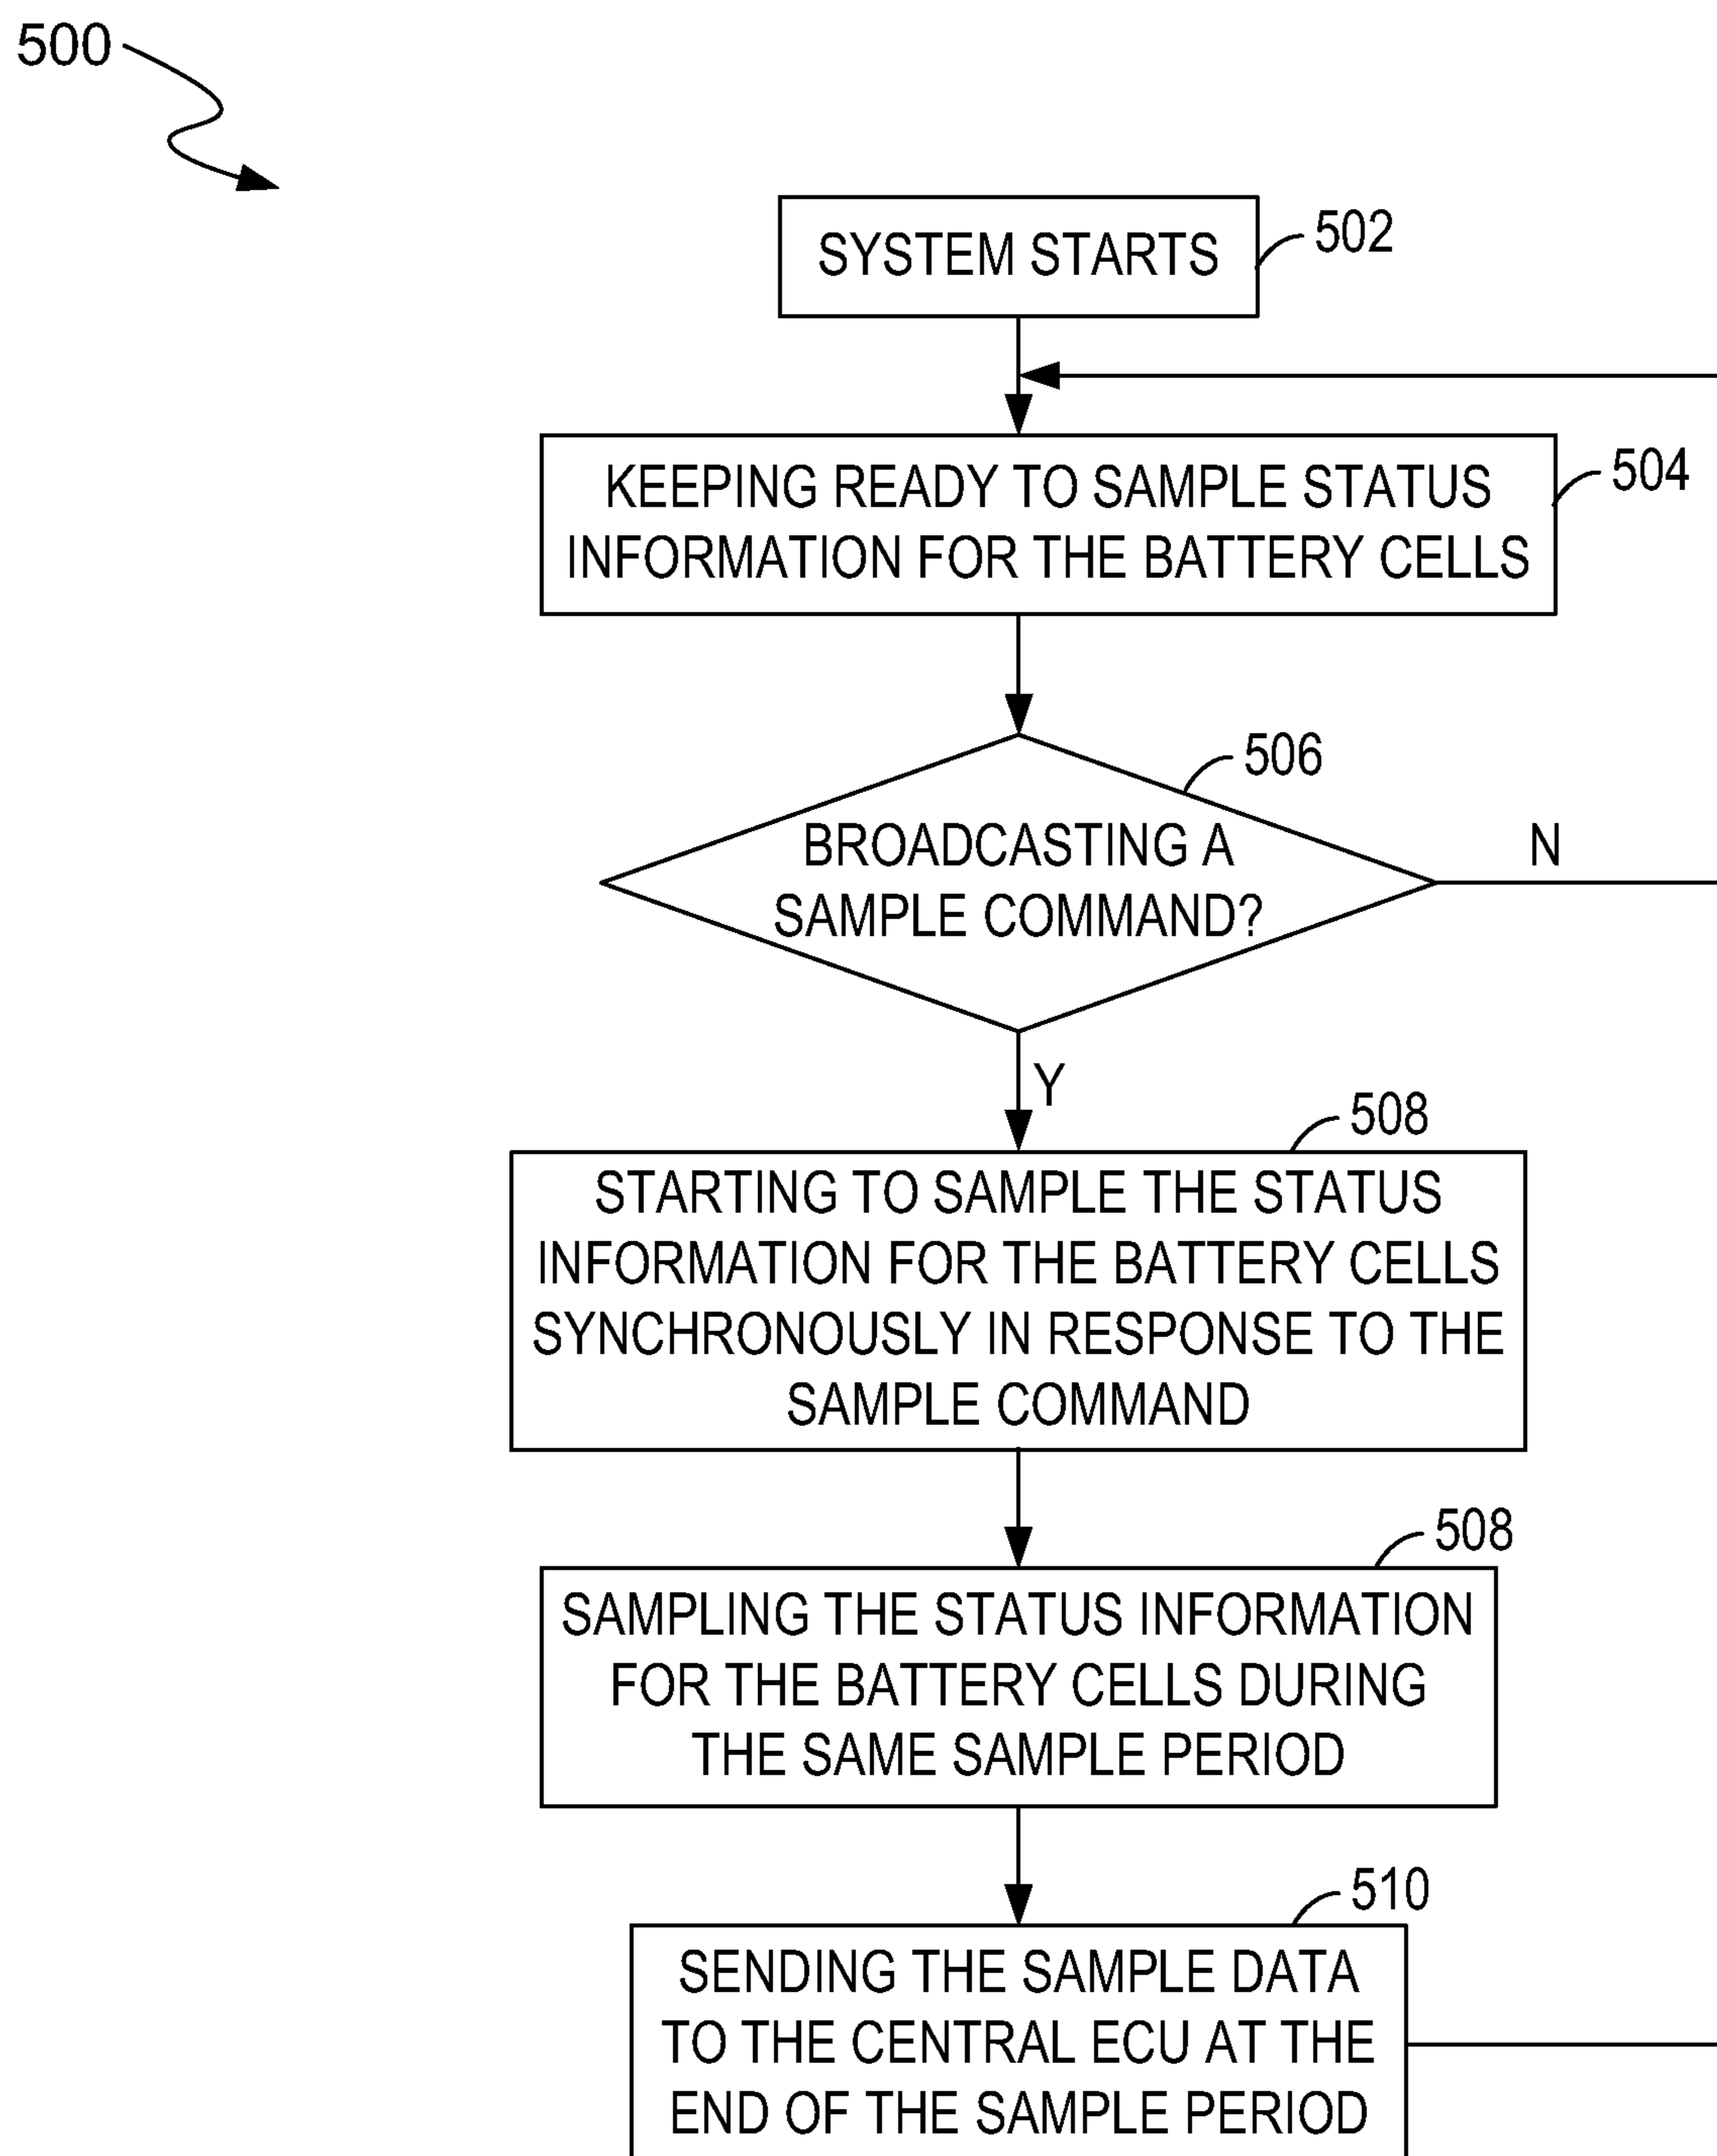 500
SYSTEM STARTS
502
KEEPING READY TO SAMPLE STATUS
INFORMATION FOR THE BATTERY CELLS
504
506
BROADCASTING A
SAMPLE COMMAND?
N
Y
508
STARTING TO SAMPLE THE STATUS
INFORMATION FOR THE BATTERY CELLS
SYNCHRONOUSLY IN RESPONSE TO THE
SAMPLE COMMAND
508
SAMPLING THE STATUS INFORMATION
FOR THE BATTERY CELLS DURING
THE SAME SAMPLE PERIOD
510
SENDING THE SAMPLE DATA
TO THE CENTRAL ECU AT THE
END OF THE SAMPLE PERIOD